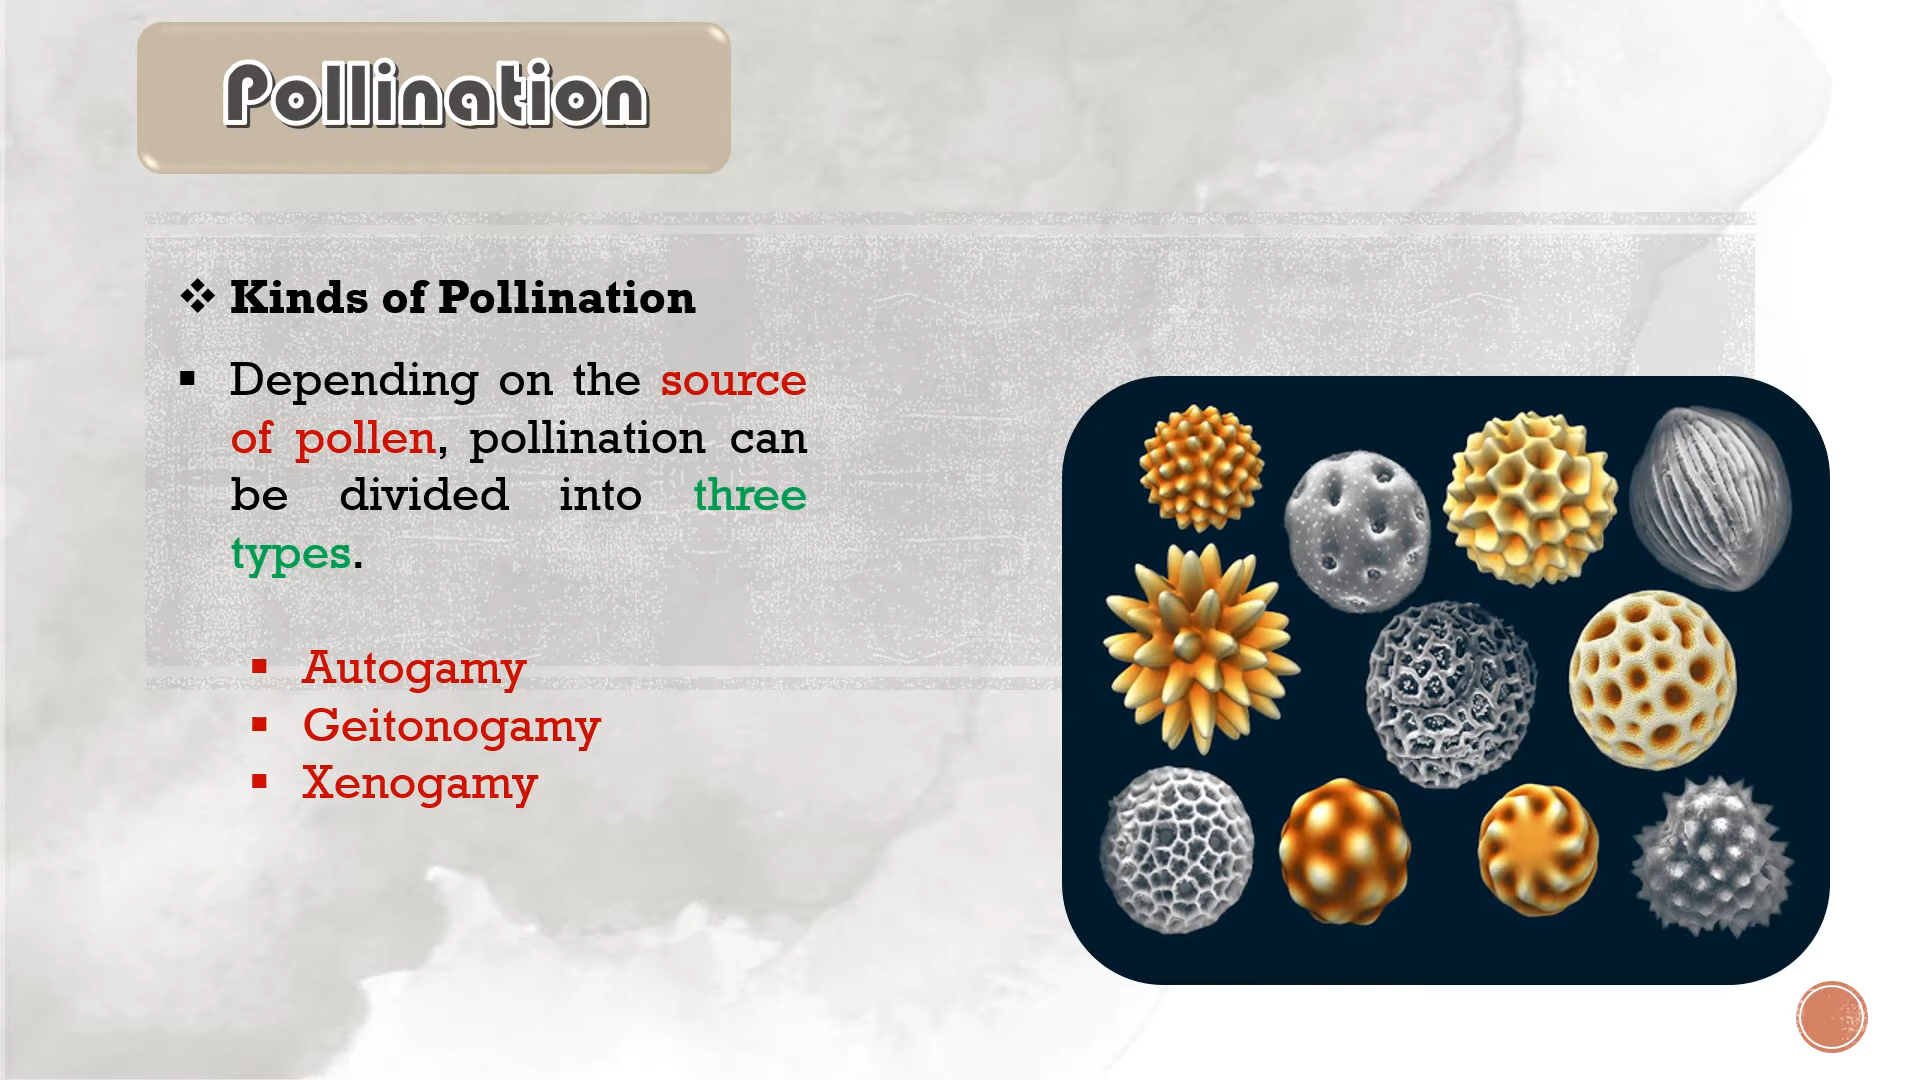 Pollination
❖ Kinds of Pollination
▪ Depending on the source
of pollen, pollination can
be divided into three
types.
▪ Autogamy
▪ Geitonogamy
▪ Xenogamy